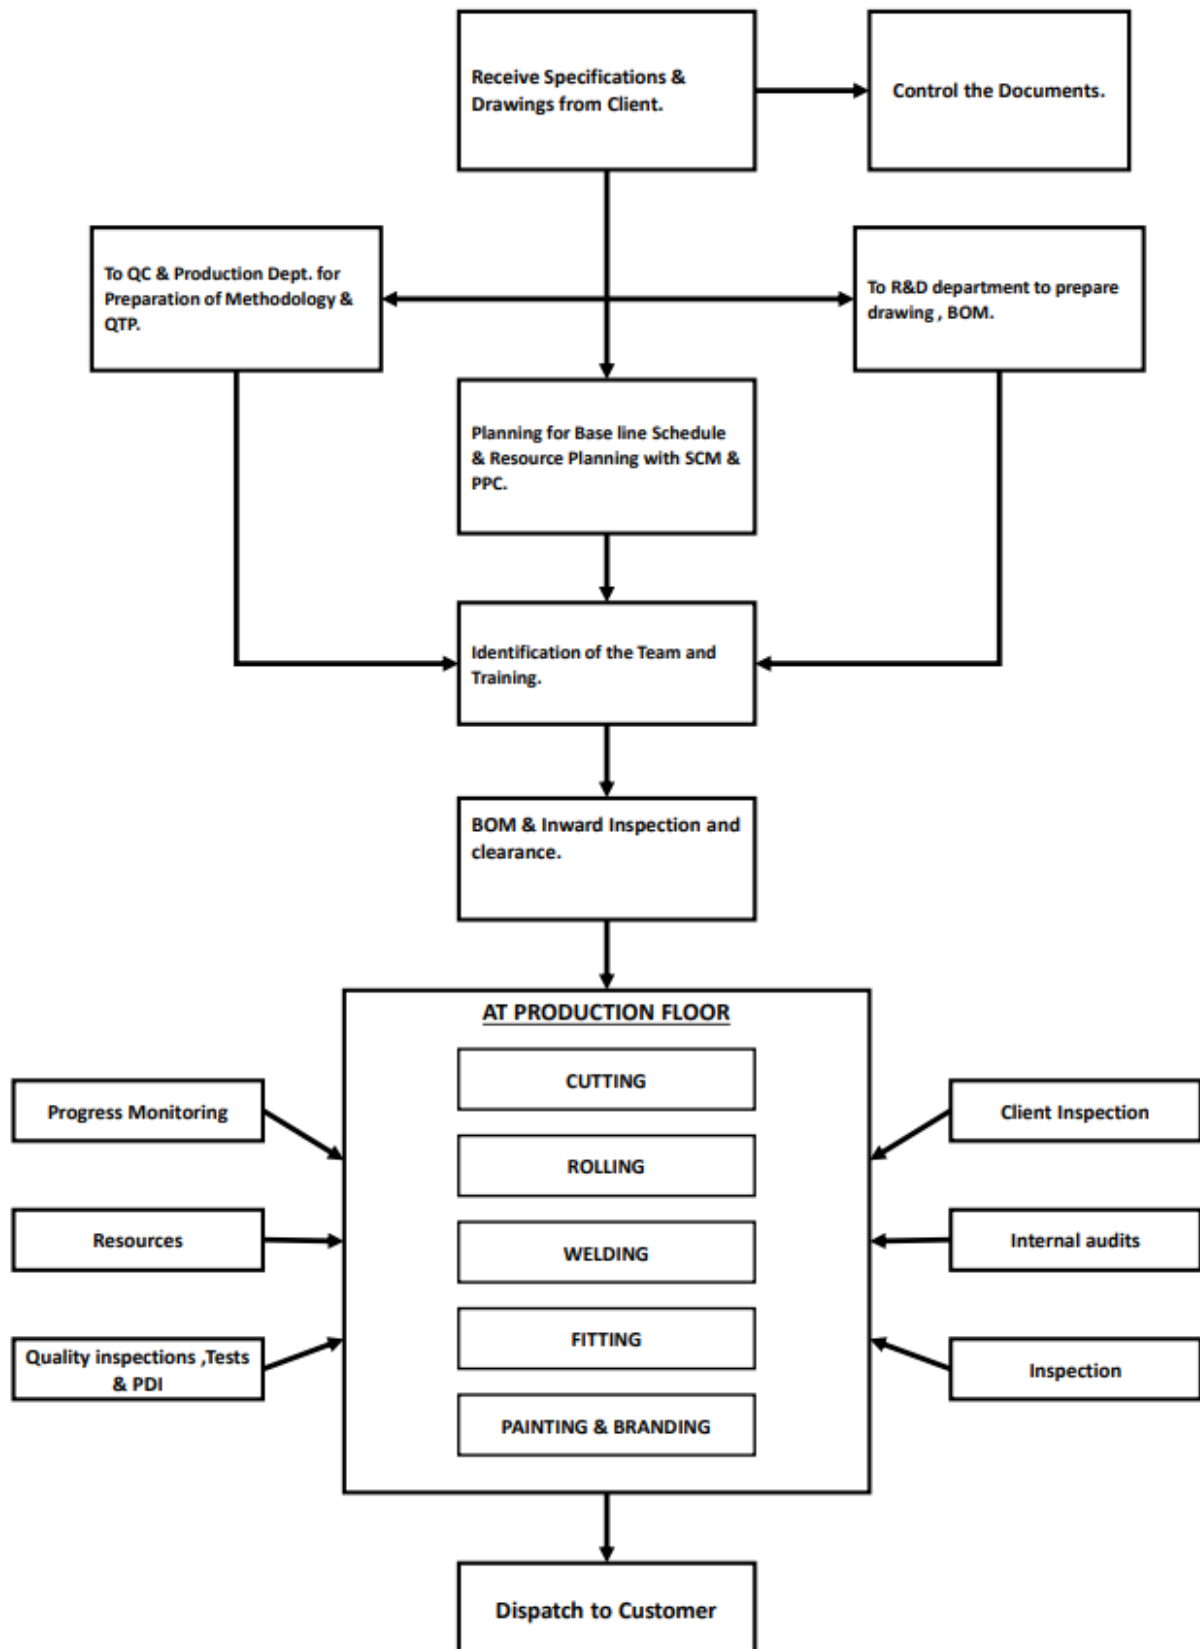 Receive Specifications &
Drawings from Client.
Control the Documents.
To QC & Production Dept. for
Preparation of Methodology &
QTP.
To R&D department to prepare
drawing , BOM.
Planning for Base line Schedule
& Resource Planning with SCM &
PPC.
Identification of the Team and
Training.
BOM & Inward Inspection and
clearance.
AT PRODUCTION FLOOR
CUTTING
ROLLING
WELDING
FITTING
PAINTING & BRANDING
Progress Monitoring
Resources
Quality inspections ,Tests
& PDI
Client Inspection
Internal audits
Inspection
Dispatch to Customer